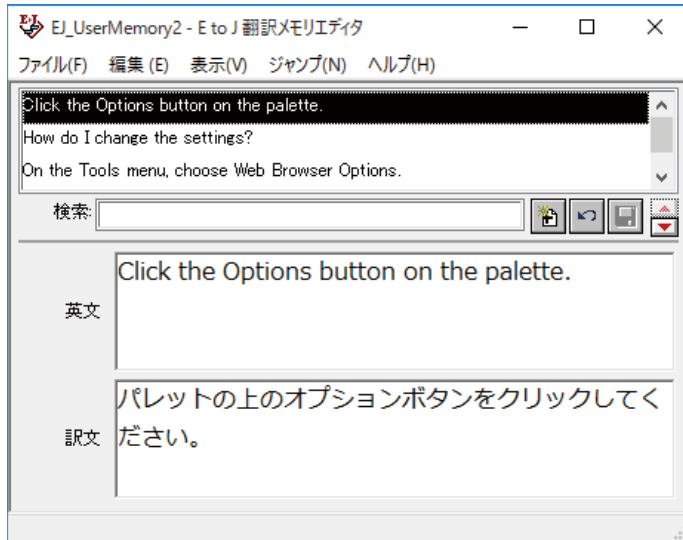 EJ_UserMemory2 - E to J 翻訳メモリエディタ
ファイル(F) 編集 (E) 表示(V) ジャンプ(N) ヘルプ(H)
Click the Options button on the palette.
How do I change the settings?
On the Tools menu, choose Web Browser Options.
検索:
Click the Options button on the palette.
英文
パレットの上のオプションボタンをクリックしてく
訳文 ださい。